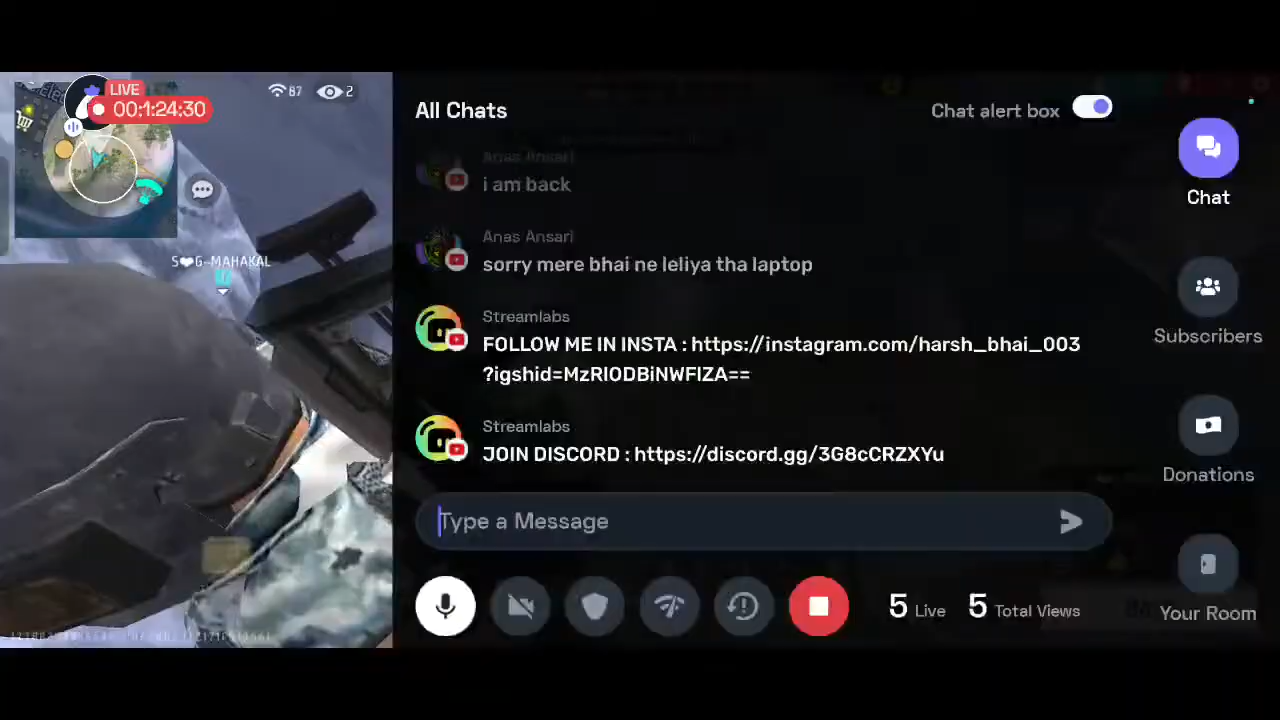 LIVE
00:1:24:30
87
2
S❤G-MAHAKAL
All Chats
Chat alert box
Anas Ansari
i am back
Anas Ansari
sorry mere bhai ne leliya tha laptop
Streamlabs
FOLLOW ME IN INSTA : https://instagram.com/harsh_bhai_003
?igshid=MzRlODBiNWFlZA==
Streamlabs
JOIN DISCORD : https://discord.gg/3G8cCRZXYu
Type a Message
5 Live 5 Total Views
Chat
Subscribers
Donations
Your Room